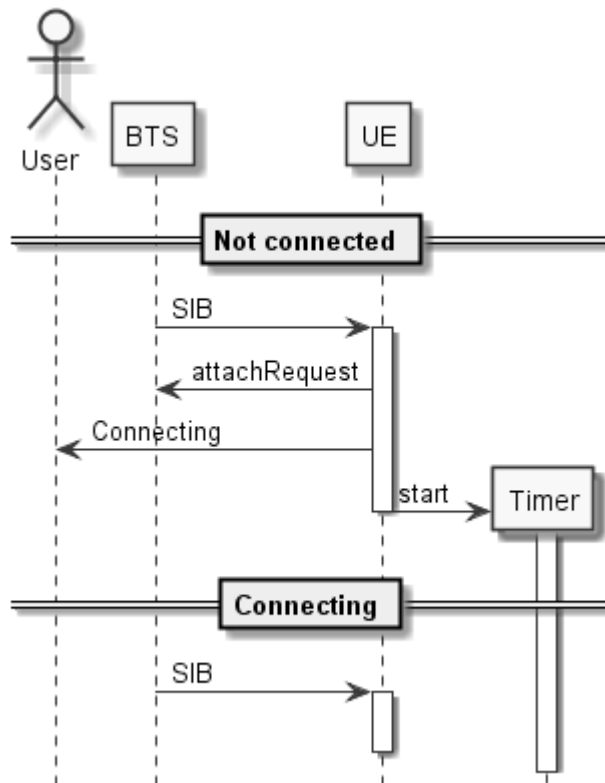 User
BTS
UE
Not connected
SIB
attachRequest
Connecting
start
Timer
Connecting
SIB